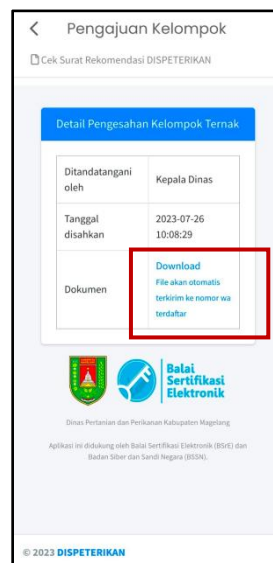 Pengajuan Kelompok
Cek Surat Rekomendasi DISPETERIKAN
Detail Pengesahan Kelompok Ternak
Ditandatangani
oleh
Kepala Dinas
Tanggal
disahkan
2023-07-26
10:08:29
Dokumen
Download
File akan otomatis
terkirim ke nomor wa
terdaftar
Balai
Sertifikasi
Elektronik
Dinas Pertanian dan Perikanan Kabupaten Magelang
Aplikasi ini didukung oleh Balai Sertifikasi Elektronik (BSrE) dan
Badan Siber dan Sandi Negara (BSSN).
© 2023 DISPETERIKAN